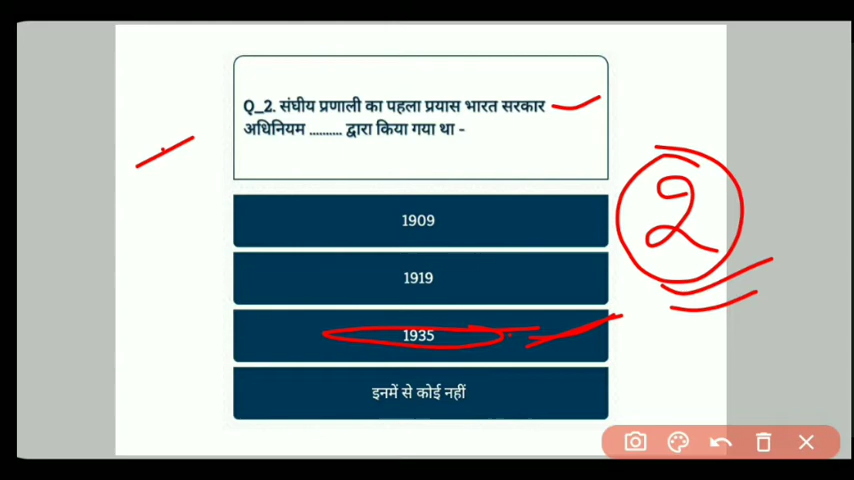 Q_2. संघीय प्रणाली का पहला प्रयास भारत सरकार
अधिनियम .......... द्वारा किया गया था -
2
1909
1919
1935
इनमें से कोई नहीं